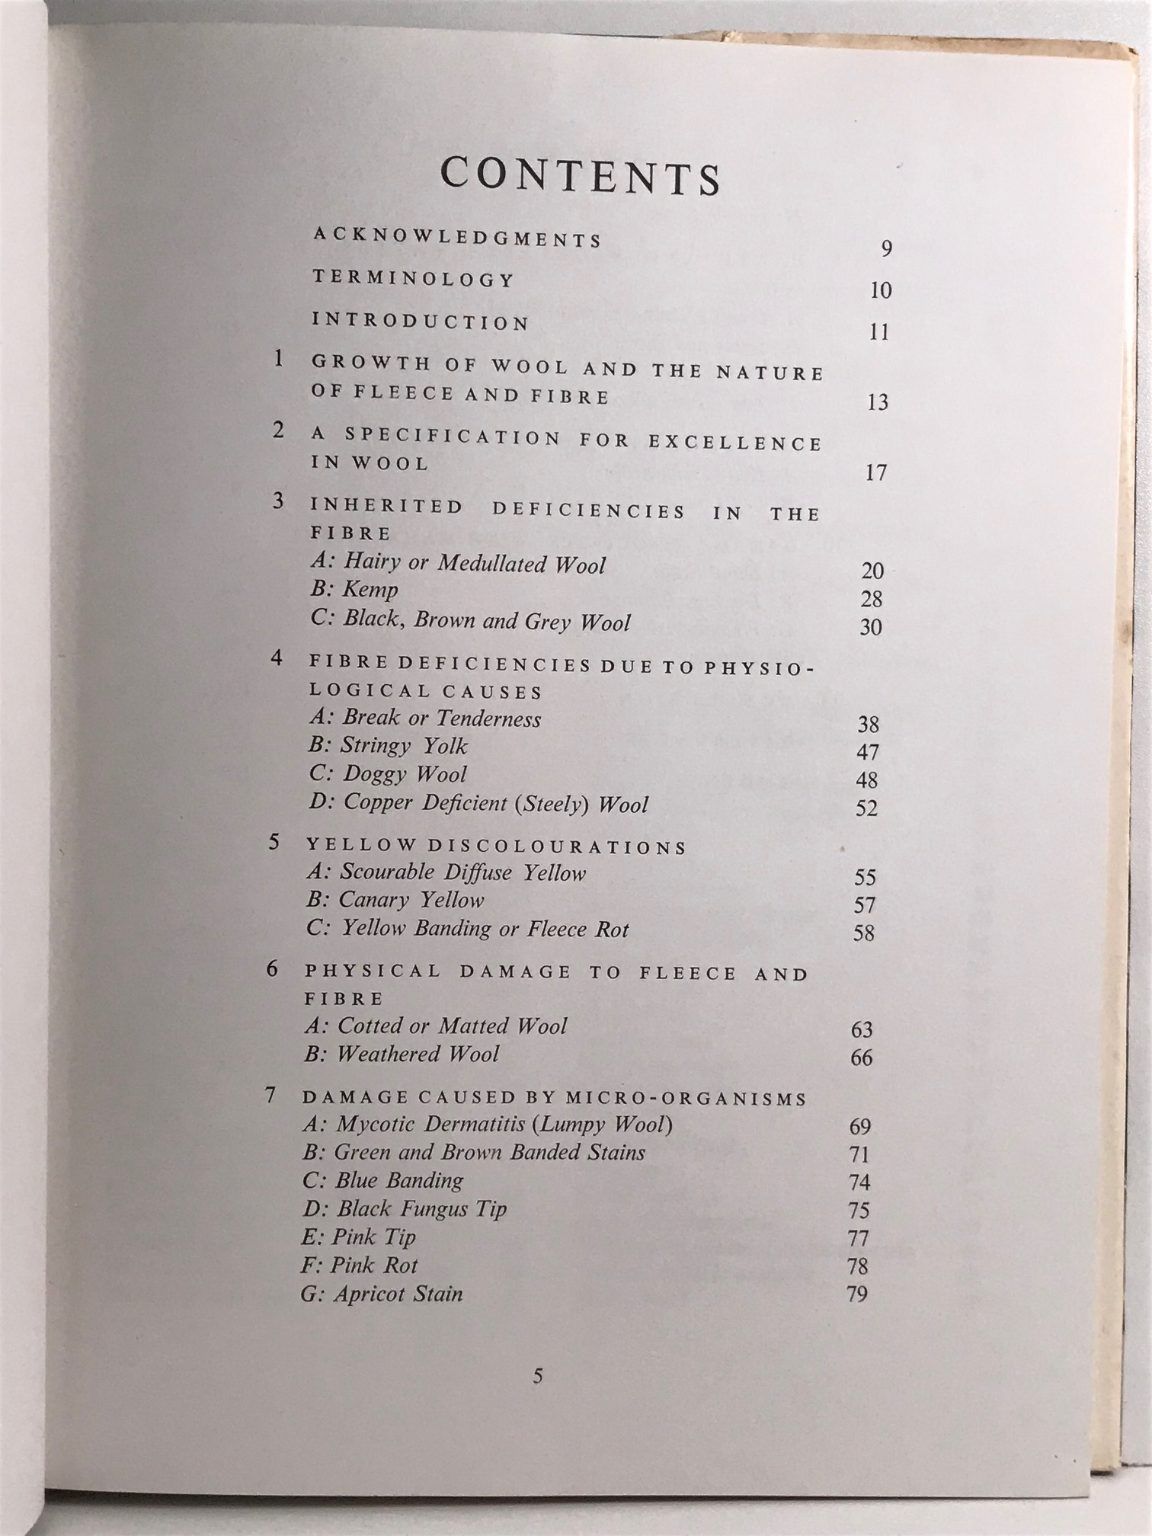 CONTENTS
ACKNOWLEDGMENTS 9
TERMINOLOGY 10
INTRODUCTION 11
1 GROWTH OF WOOL AND THE NATURE
OF FLEECE AND FIBRE 13
2 A SPECIFICATION FOR EXCELLENCE
IN WOOL 17
3 INHERITED DEFICIENCIES IN THE
FIBRE
A: Hairy or Medullated Wool 20
B: Kemp 28
C: Black, Brown and Grey Wool 30
4 FIBRE DEFICIENCIES DUE TO PHYSIO-
LOGICAL CAUSES
A: Break or Tenderness 38
B: Stringy Yolk 47
C: Doggy Wool 48
D: Copper Deficient (Steely) Wool 52
5 YELLOW DISCOLOURATIONS
A: Scourable Diffuse Yellow 55
B: Canary Yellow 57
C: Yellow Banding or Fleece Rot 58
6 PHYSICAL DAMAGE TO FLEECE AND
FIBRE
A: Cotted or Matted Wool 63
B: Weathered Wool 66
7 DAMAGE CAUSED BY MICRO-ORGANISMS
A: Mycotic Dermatitis (Lumpy Wool) 69
B: Green and Brown Banded Stains 71
C: Blue Banding 74
D: Black Fungus Tip 75
E: Pink Tip 77
F: Pink Rot 78
G: Apricot Stain 79
5